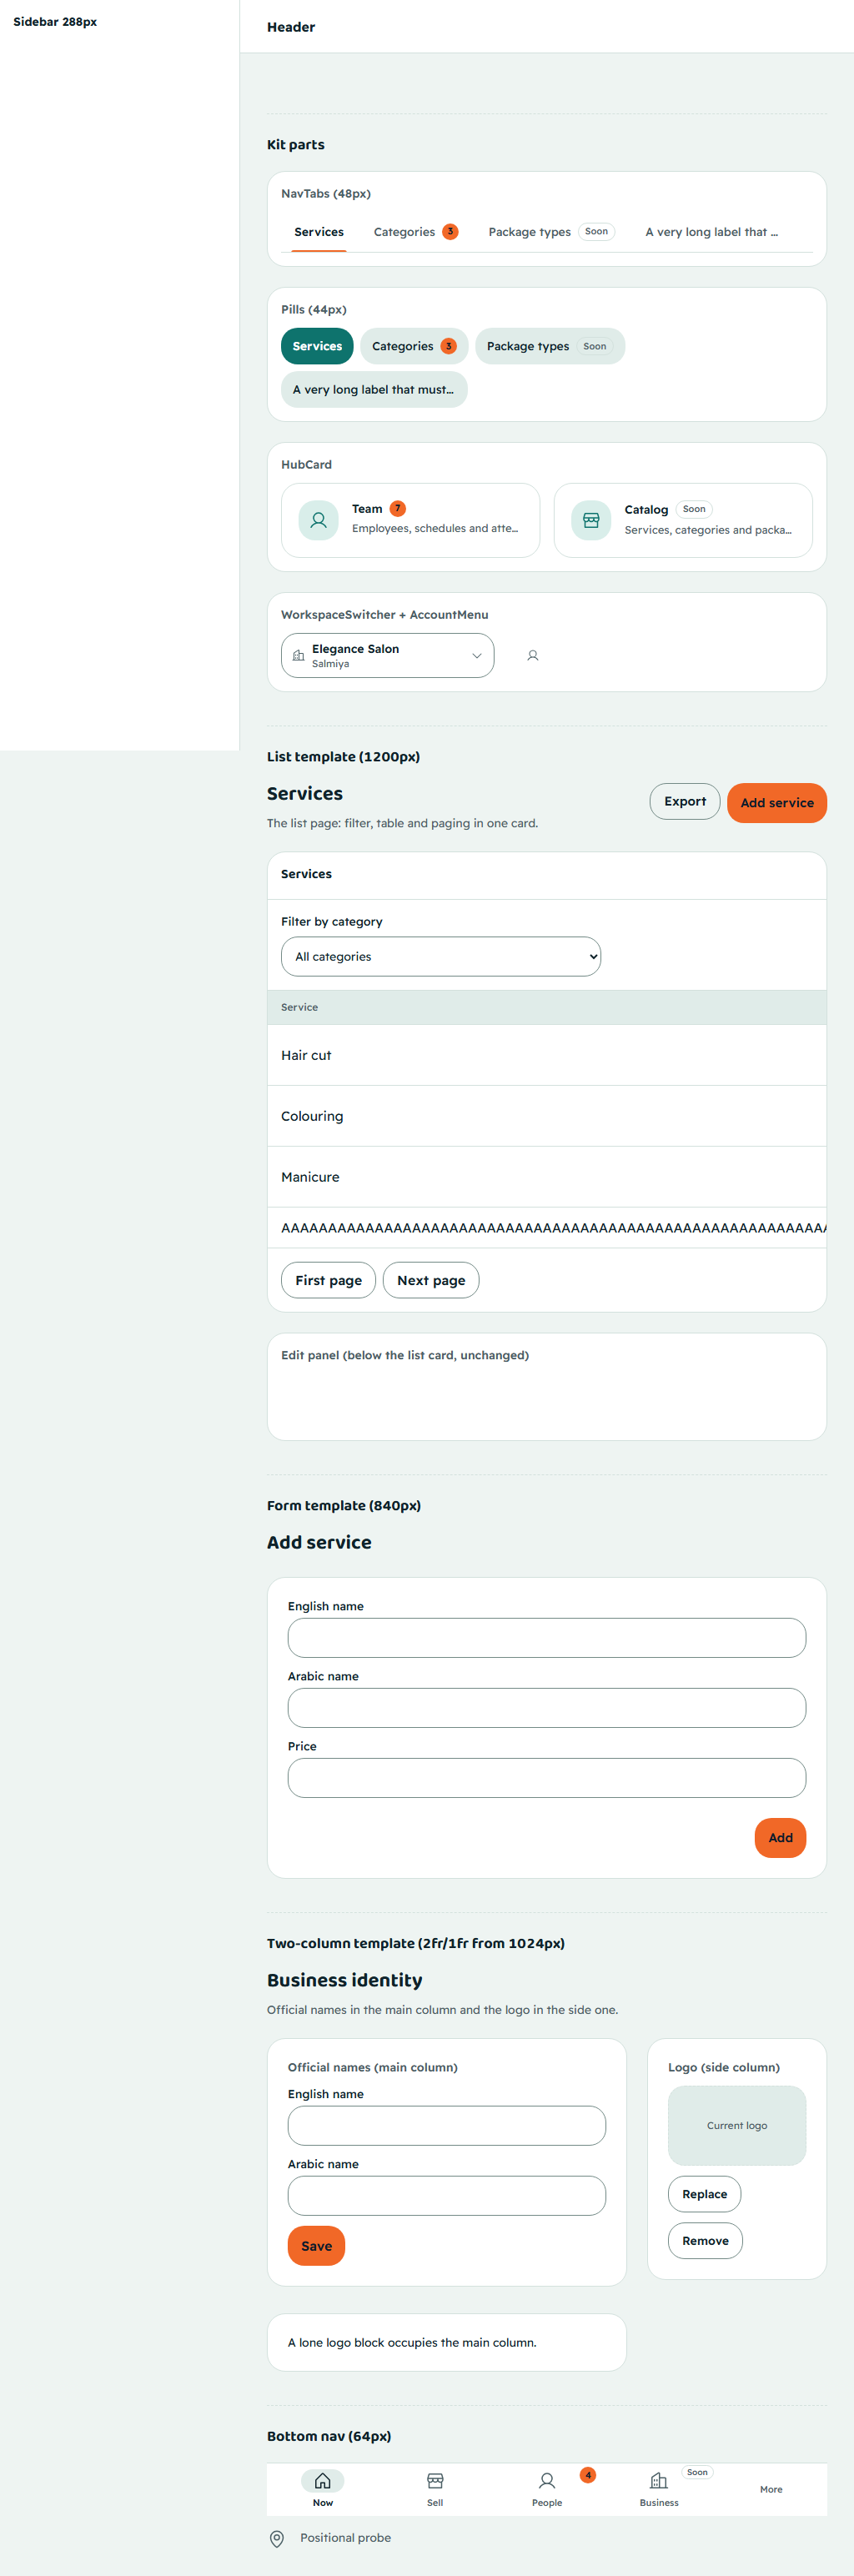 Sidebar 288px
Header
Kit parts
NavTabs (48px)
Services Categories 3 Package types Soon A very long label that ...
Pills (44px)
Services Categories 3 Package types Soon
A very long label that must...
HubCard
Team 7
Employees, schedules and atte...
Catalog Soon
Services, categories and packa...
WorkspaceSwitcher + AccountMenu
Elegance Salon
Salmiya
List template (1200px)
Services
Export Add service
The list page: filter, table and paging in one card.
Services
Filter by category
All categories
Service
Hair cut
Colouring
Manicure
First page Next page
Edit panel (below the list card, unchanged)
Form template (840px)
Add service
English name
Arabic name
Price
Add
Two-column template (2fr/1fr from 1024px)
Business identity
Official names in the main column and the logo in the side one.
Official names (main column)
English name
Arabic name
Save
Logo (side column)
Current logo
Replace
Remove
A lone logo block occupies the main column.
Bottom nav (64px)
Now Sell People 4 Business Soon More
Positional probe